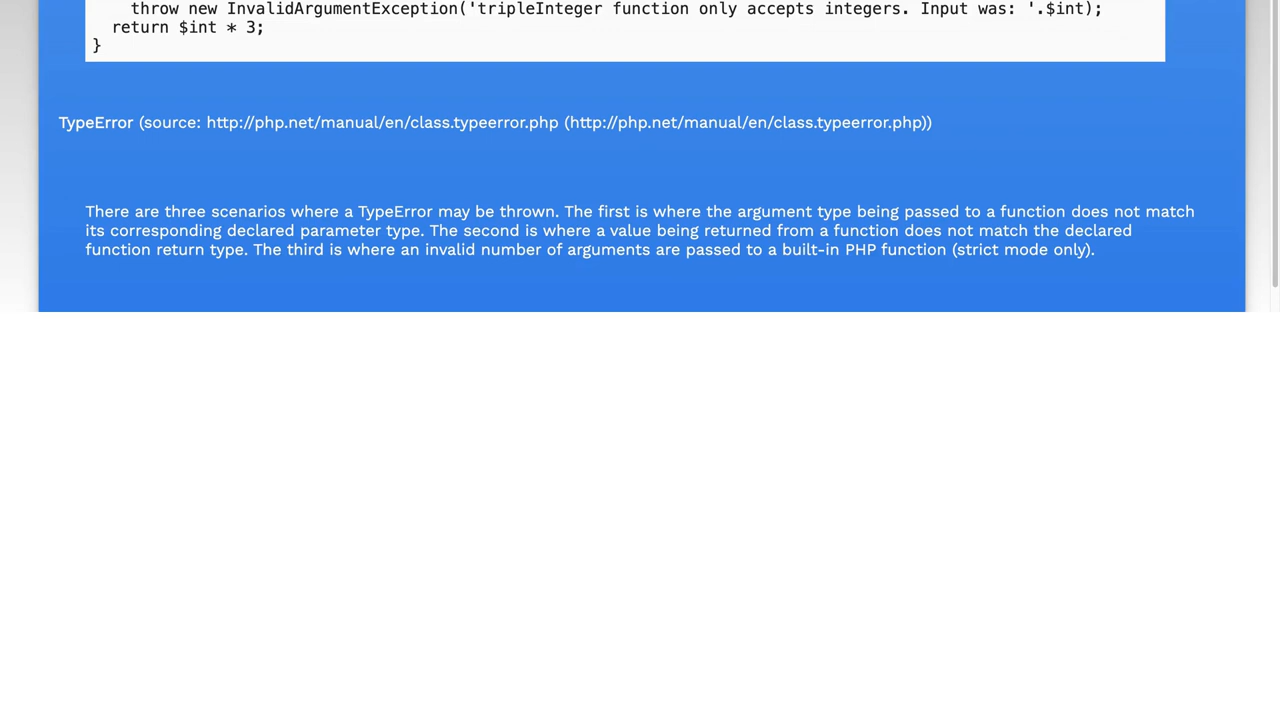 throw new InvalidArgumentException('tripleInteger function only accepts integers. Input was: '.$int);
return $int * 3;
}
TypeError (source: http://php.net/manual/en/class.typeerror.php (http://php.net/manual/en/class.typeerror.php))
There are three scenarios where a TypeError may be thrown. The first is where the argument type being passed to a function does not match
its corresponding declared parameter type. The second is where a value being returned from a function does not match the declared
function return type. The third is where an invalid number of arguments are passed to a built-in PHP function (strict mode only).